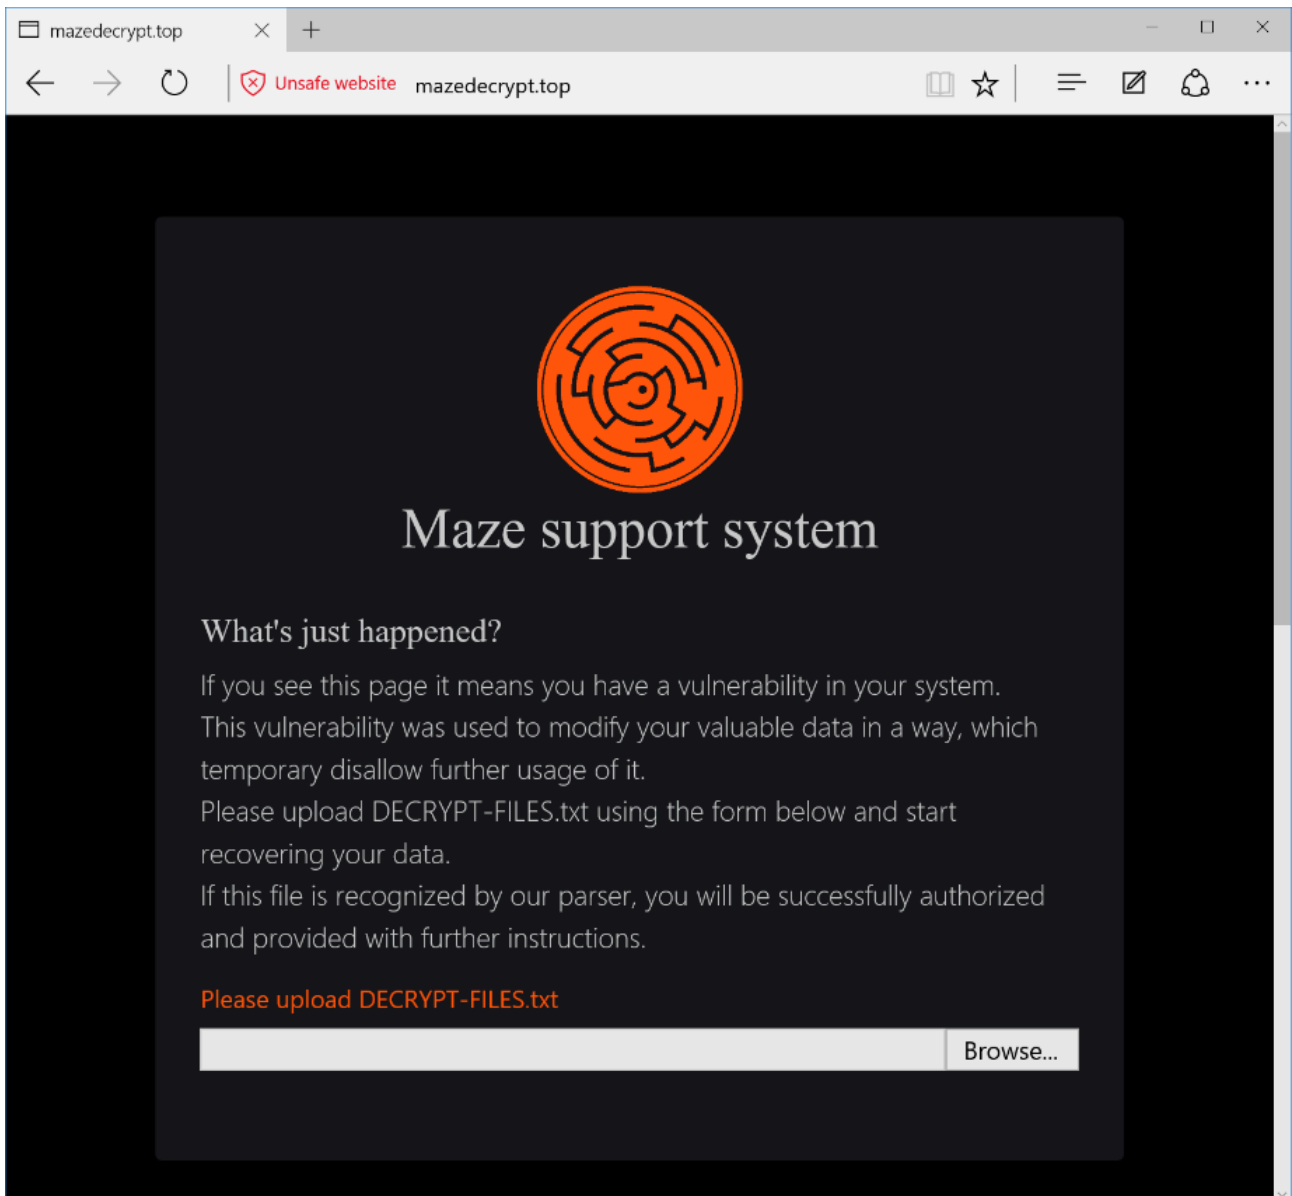 mazedecrypt.top
Unsafe website mazedecrypt.top
Maze support system
What's just happened?
If you see this page it means you have a vulnerability in your system.
This vulnerability was used to modify your valuable data in a way, which
temporary disallow further usage of it.
Please upload DECRYPT-FILES.txt using the form below and start
recovering your data.
If this file is recognized by our parser, you will be successfully authorized
and provided with further instructions.
Please upload DECRYPT-FILES.txt
Browse...